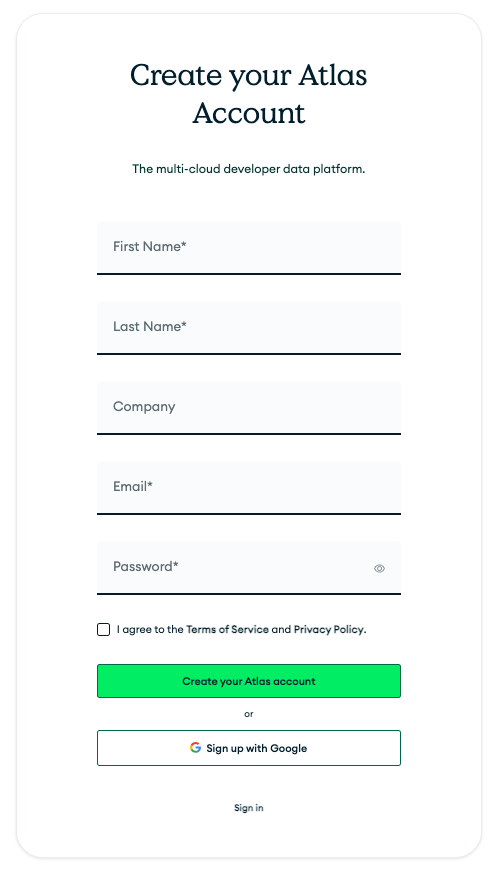 Create your Atlas
Account
The multi-cloud developer data platform.
First Name*
Last Name*
Company
Email*
Password*
I agree to the Terms of Service and Privacy Policy.
Create your Atlas account
or
Sign up with Google
Sign in